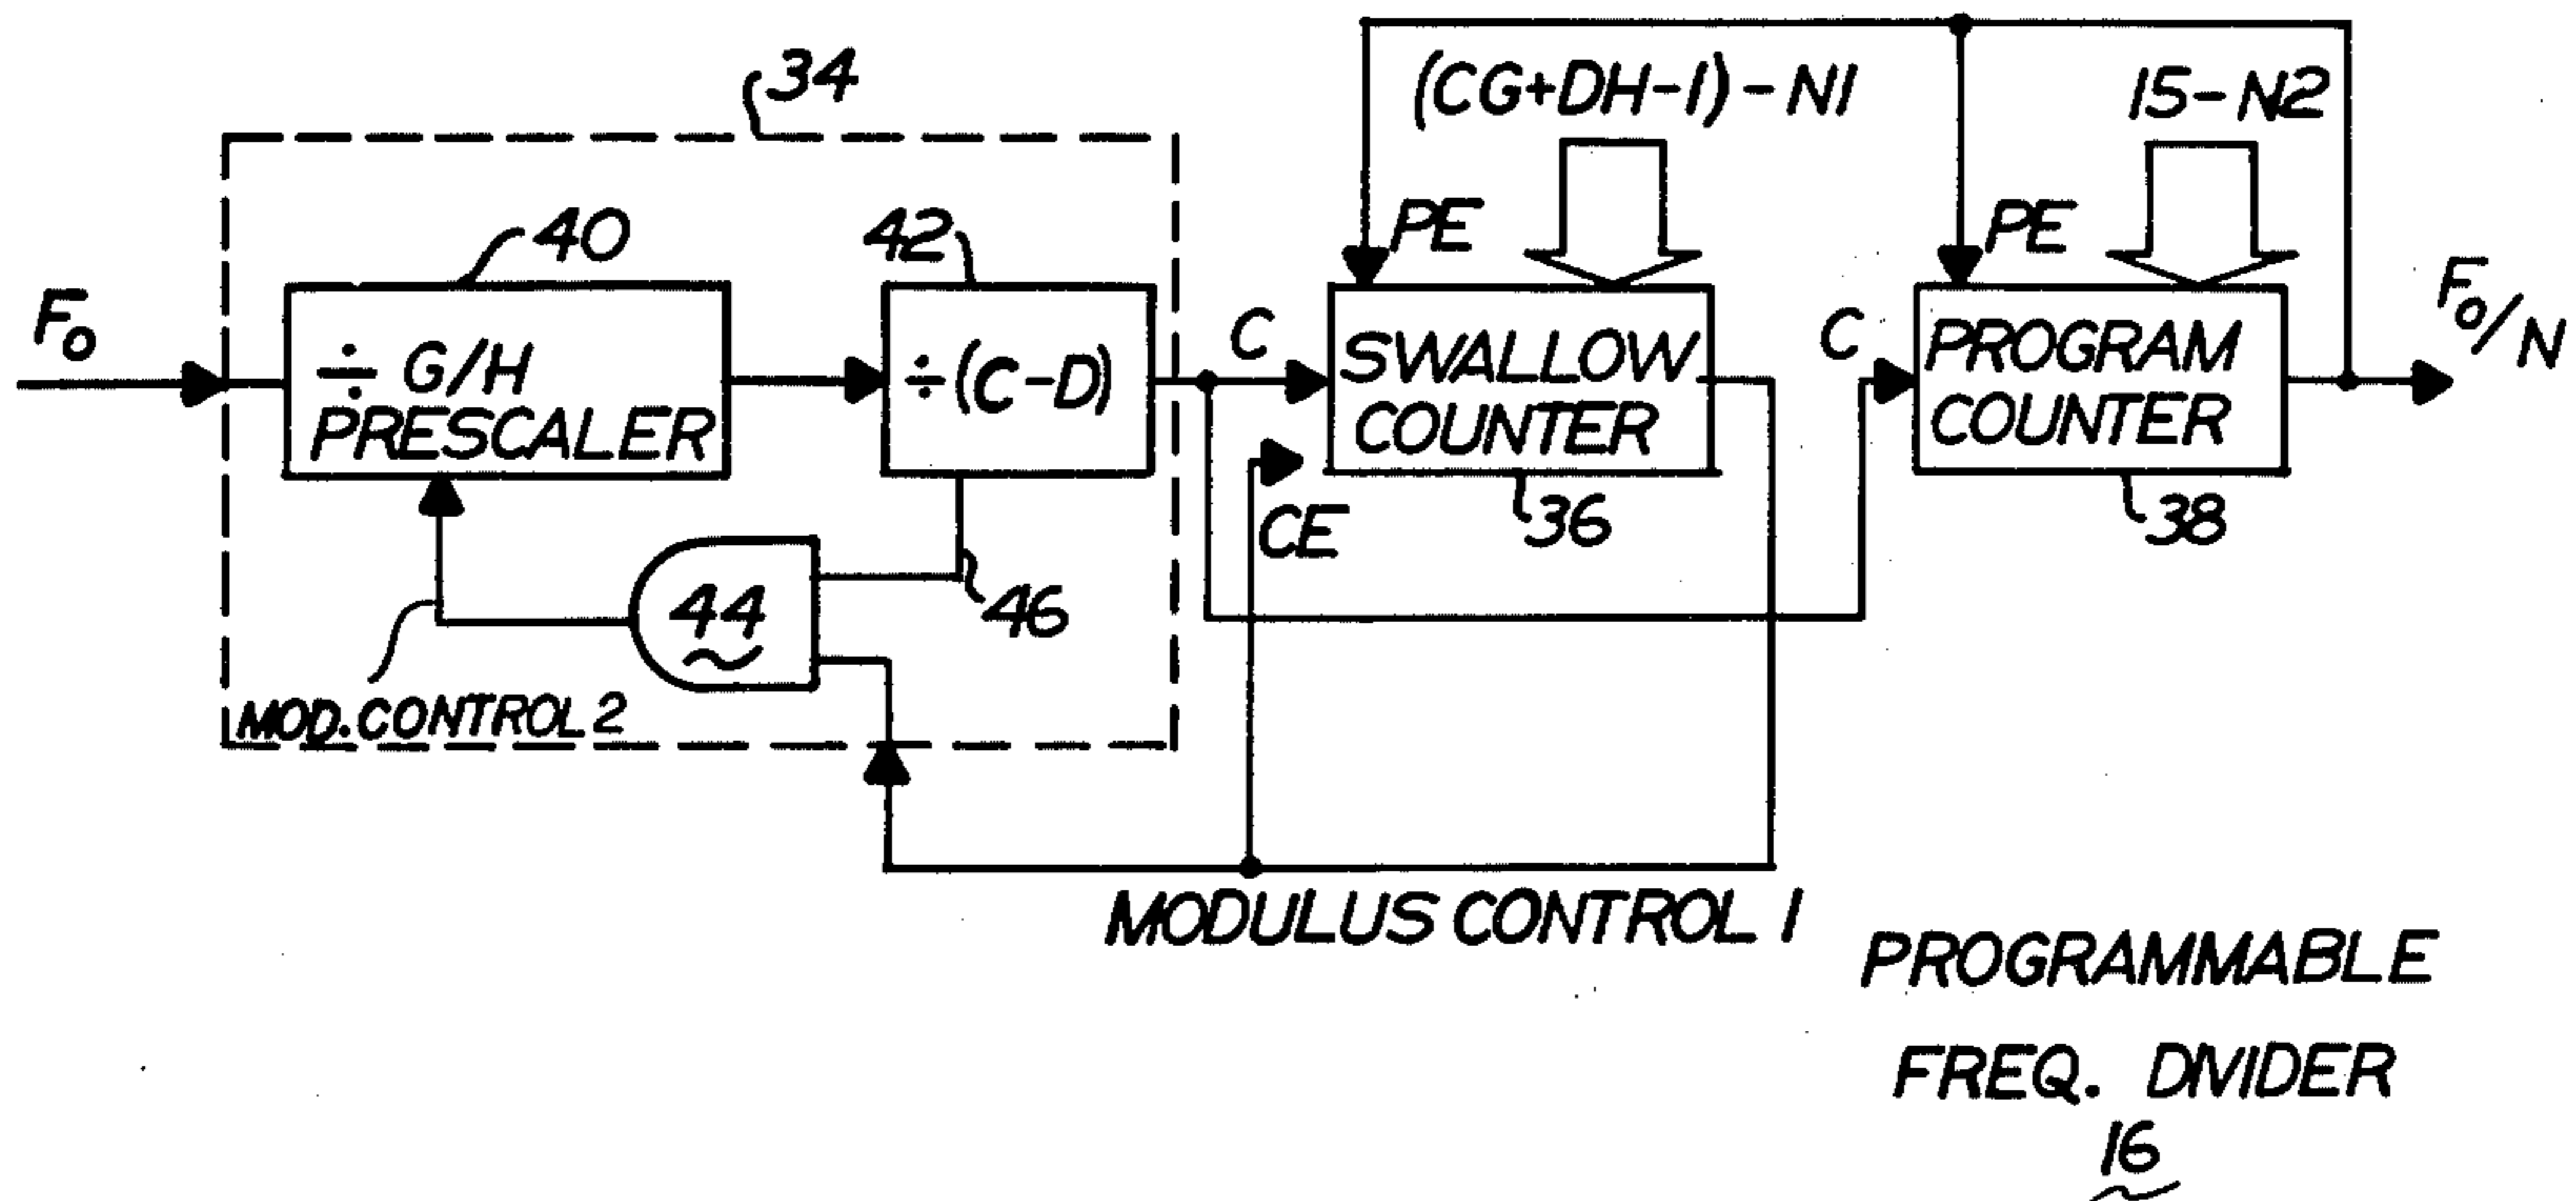 34
(CG+DH-1)-N1
15-N2
40
42
PE
PE
F₀
÷ G/H
PRESCALER
÷(C-D)
C
SWALLOW
COUNTER
C
PROGRAM
COUNTER
F₀/N
CE
36
38
44
46
MOD. CONTROL 2
MODULUS CONTROL 1
PROGRAMMABLE
FREQ. DIVIDER
16